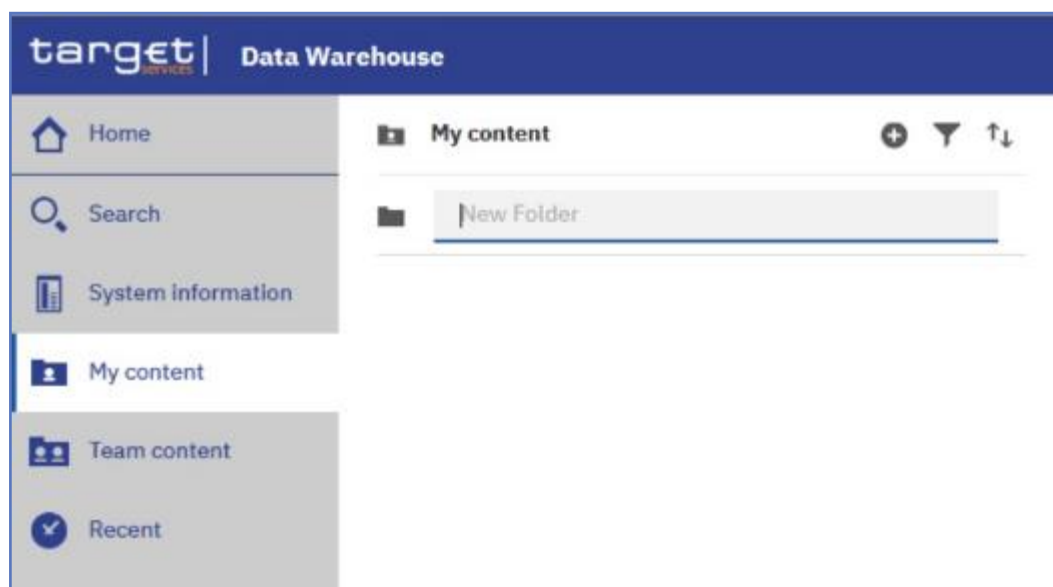 target services | Data Warehouse
Home
My content
Search
New Folder
System information
My content
Team content
Recent